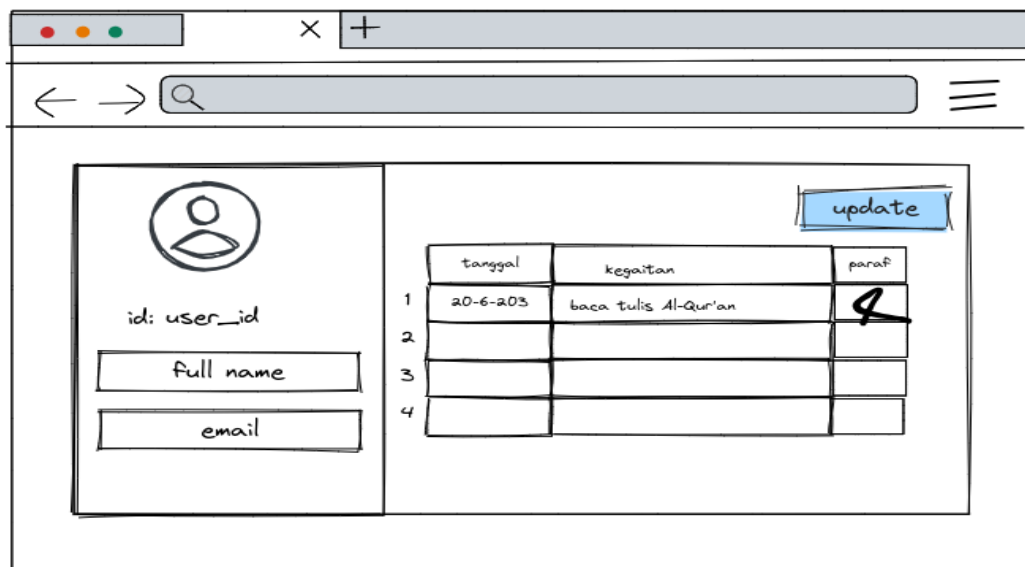 update
id: user_id
full name
email
tanggal kegaitan paraf
1 20-6-203 baca tulis Al-Qur'an
2
3
4